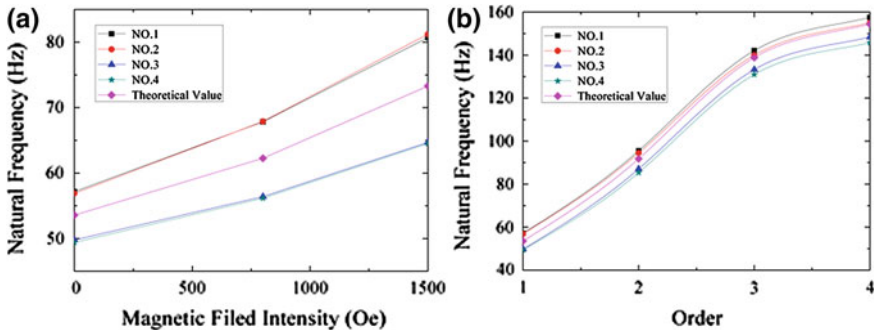 (a)
80
70
60
50
Natural Frequency (Hz)
NO.1
NO.2
NO.3
NO.4
Theoretical Value
0
500
1000
1500
Magnetic Filed Intensity (Oe)
(b)
160
140
120
100
80
60
40
Natural Frequency (Hz)
NO.1
NO.2
NO.3
NO.4
Theoretical Value
1
2
3
4
Order